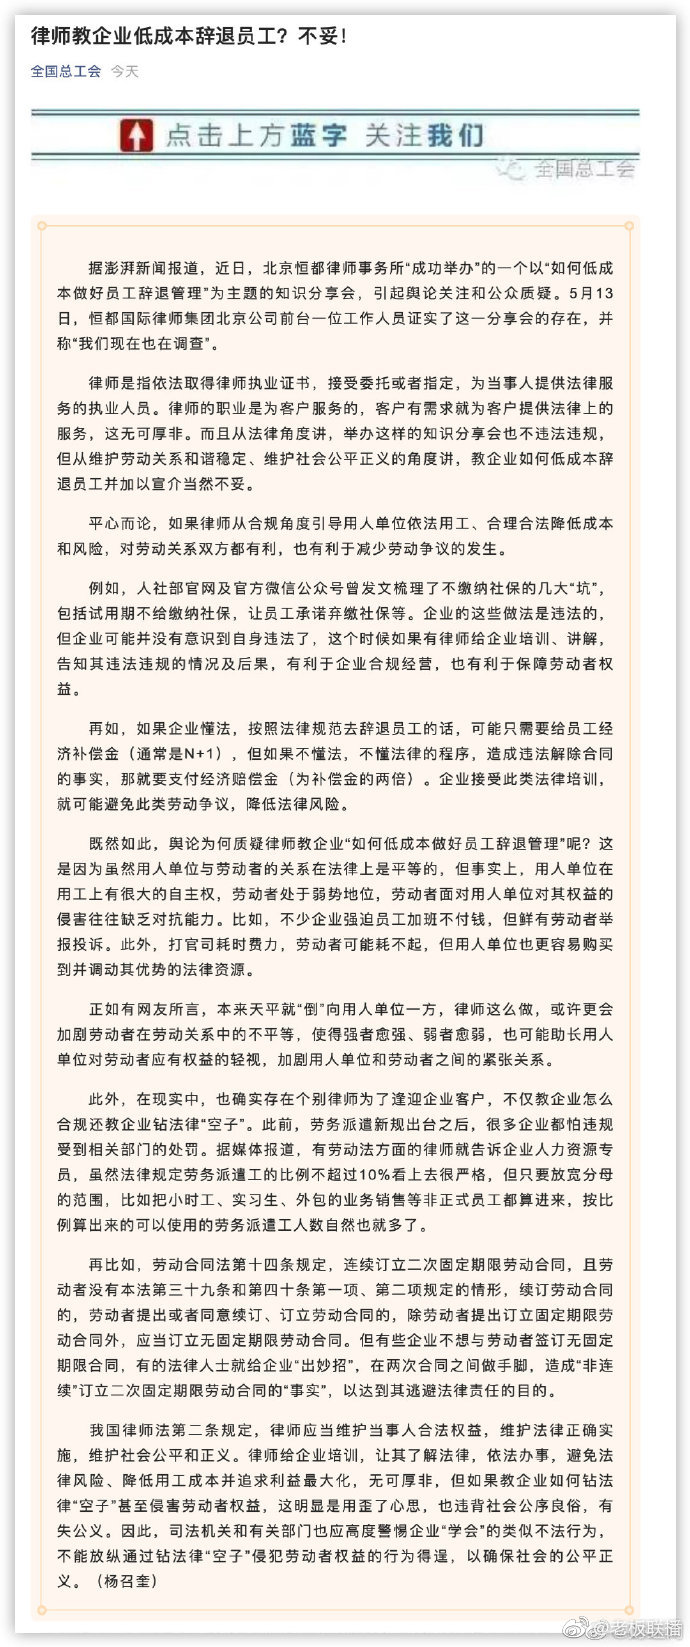 律师教企业低成本辞退员工？不妥！
全国总工会 今天
点击上方蓝字 关注我们
全国总工会
据澎湃新闻报道，近日，北京恒都律师事务所“成功举办”的一个以“如何低成
本做好员工辞退管理”为主题的知识分享会，引起舆论关注和公众质疑。5月13
日，恒都国际律师集团北京公司前台一位工作人员证实了这一分享会的存在，并
称“我们现在也在调查”。
律师是指依法取得律师执业证书，接受委托或者指定，为当事人提供法律服
务的执业人员。律师的职业是为客户服务的，客户有需求就为客户提供法律上的
服务，这无可厚非。而且从法律角度讲，举办这样的知识分享会也不违法违规，
但从维护劳动关系和谐稳定、维护社会公平正义的角度讲，教企业如何低成本辞
退员工并加以宣介当然不妥。
平心而论，如果律师从合规角度引导用人单位依法用工、合理合法降低成本
和风险，对劳动关系双方都有利，也有利于减少劳动争议的发生。
例如，人社部官网及官方微信公众号曾发文梳理了不缴纳社保的几大“坑”，
包括试用期不给缴纳社保，让员工承诺弃缴社保等。企业的这些做法是违法的，
但企业可能并没有意识到自身违法了，这个时候如果有律师给企业培训、讲解，
告知其违法违规的情况及后果，有利于企业合规经营，也有利于保障劳动者权
益。
再如，如果企业懂法，按照法律规范去辞退员工的话，可能只需要给员工经
济补偿金（通常是N+1），但如果不懂法，不懂法律的程序，造成违法解除合同
的事实，那就要支付经济赔偿金（为补偿金的两倍）。企业接受此类法律培训，
就可能避免此类劳动争议，降低法律风险。
既然如此，舆论为何质疑律师教企业“如何低成本做好员工辞退管理”呢？这
是因为虽然用人单位与劳动者的关系在法律上是平等的，但事实上，用人单位在
用工上有很大的自主权，劳动者处于弱势地位，劳动者面对用人单位对其权益的
侵害往往缺乏对抗能力。比如，不少企业强迫员工加班不付钱，但鲜有劳动者举
报投诉。此外，打官司耗时费力，劳动者可能耗不起，但用人单位也更容易购买
到并调动其优势的法律资源。
正如有网友所言，本来天平就“倒”向用人单位一方，律师这么做，或许更会
加剧劳动者在劳动关系中的不平等，使得强者愈强、弱者愈弱，也可能助长用人
单位对劳动者应有权益的轻视，加剧用人单位和劳动者之间的紧张关系。
此外，在现实中，也确实存在个别律师为了逢迎企业客户，不仅教企业怎么
合规还教企业钻法律“空子”。此前，劳务派遣新规出台之后，很多企业都怕违规
受到相关部门的处罚。据媒体报道，有劳动法方面的律师就告诉企业人力资源专
员，虽然法律规定劳务派遣工的比例不超过10%看上去很严格，但只要放宽分母
的范围，比如把小时工、实习生、外包的业务销售等非正式员工都算进来，按比
例算出来的可以使用的劳务派遣工人数自然也就多了。
再比如，劳动合同法第十四条规定，连续订立二次固定期限劳动合同，且劳
动者没有本法第三十九条和第四十条第一项、第二项规定的情形，续订劳动合同
的，劳动者提出或者同意续订、订立劳动合同的，除劳动者提出订立固定期限劳
动合同外，应当订立无固定期限劳动合同。但有些企业不想与劳动者签订无固定
期限合同，有的法律人士就给企业“出妙招”，在两次合同之间做手脚，造成“非连
续”订立二次固定期限劳动合同的“事实”，以达到其逃避法律责任的目的。
我国律师法第二条规定，律师应当维护当事人合法权益，维护法律正确实
施，维护社会公平和正义。律师给企业培训，让其了解法律，依法办事，避免法
律风险、降低用工成本并追求利益最大化，无可厚非，但如果教企业如何钻法
律“空子”甚至侵害劳动者权益，这明显是用歪了心思，也违背社会公序良俗，有
失公义。因此，司法机关和有关部门也应高度警惕企业“学会”的类似不法行为，
不能放纵通过钻法律“空子”侵犯劳动者权益的行为得逞，以确保社会的公平正
义。（杨召奎）
@老板联播